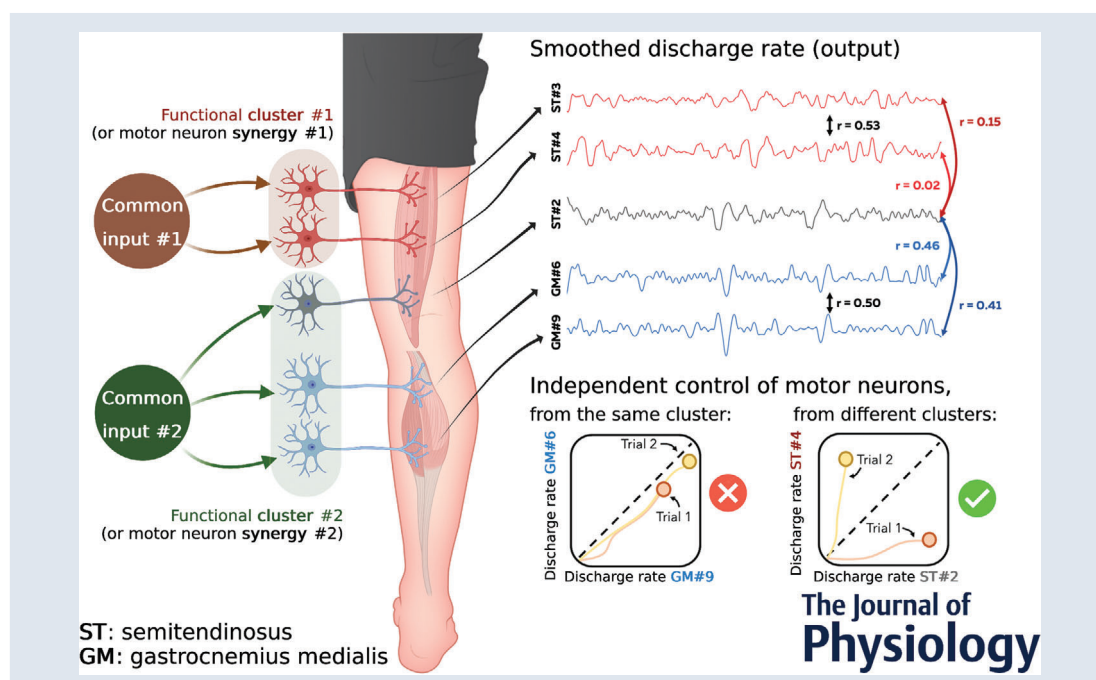 Smoothed discharge rate (output)
Functional cluster #1
(or motor neuron synergy #1)
Common
input #1
Common
input #2
Functional cluster #2
(or motor neuron synergy #2)
ST: semitendinosus
GM: gastrocnemius medialis
ST#3
ST#4
ST#2
GM#6
GM#9
r = 0.53
r = 0.15
r = 0.02
r = 0.46
r = 0.50
r = 0.41
Independent control of motor neurons,
from the same cluster:
Discharge rate GM#6
Trial 2
Trial 1
Discharge rate GM#9
from different clusters:
Discharge rate ST#4
Trial 2
Trial 1
Discharge rate ST#2
The Journal of
Physiology